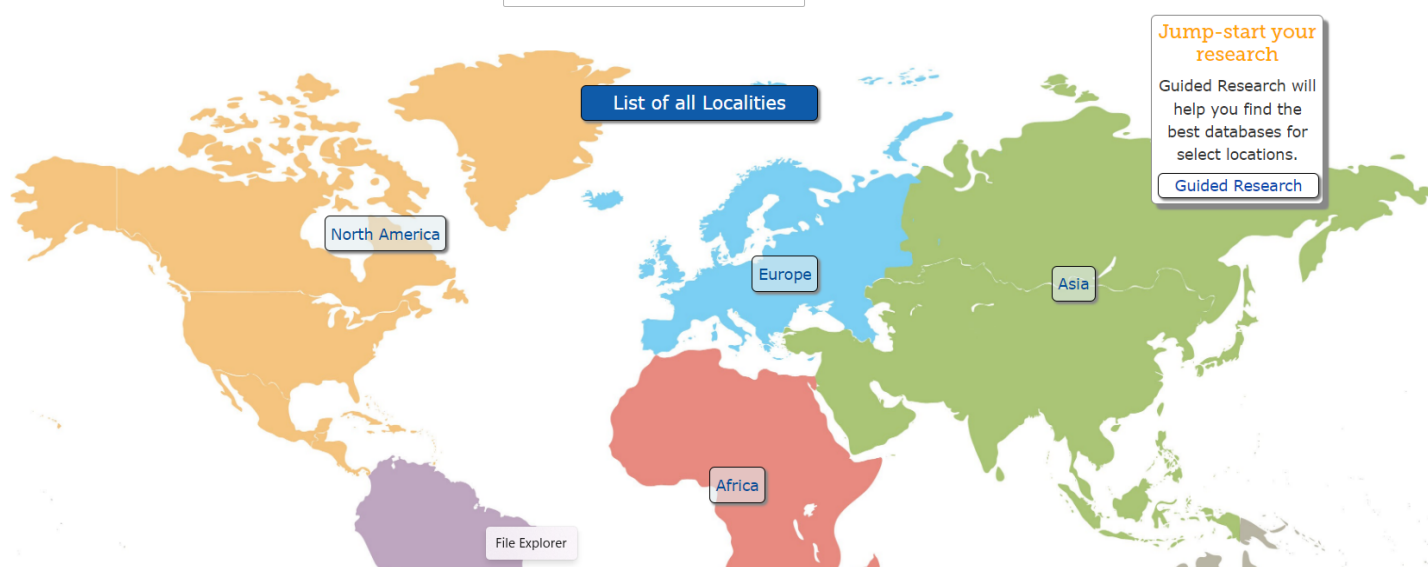 Jump-start your
research
Guided Research will
help you find the
best databases for
select locations.
Guided Research
List of all Localities
North America
Europe
Asia
Africa
File Explorer